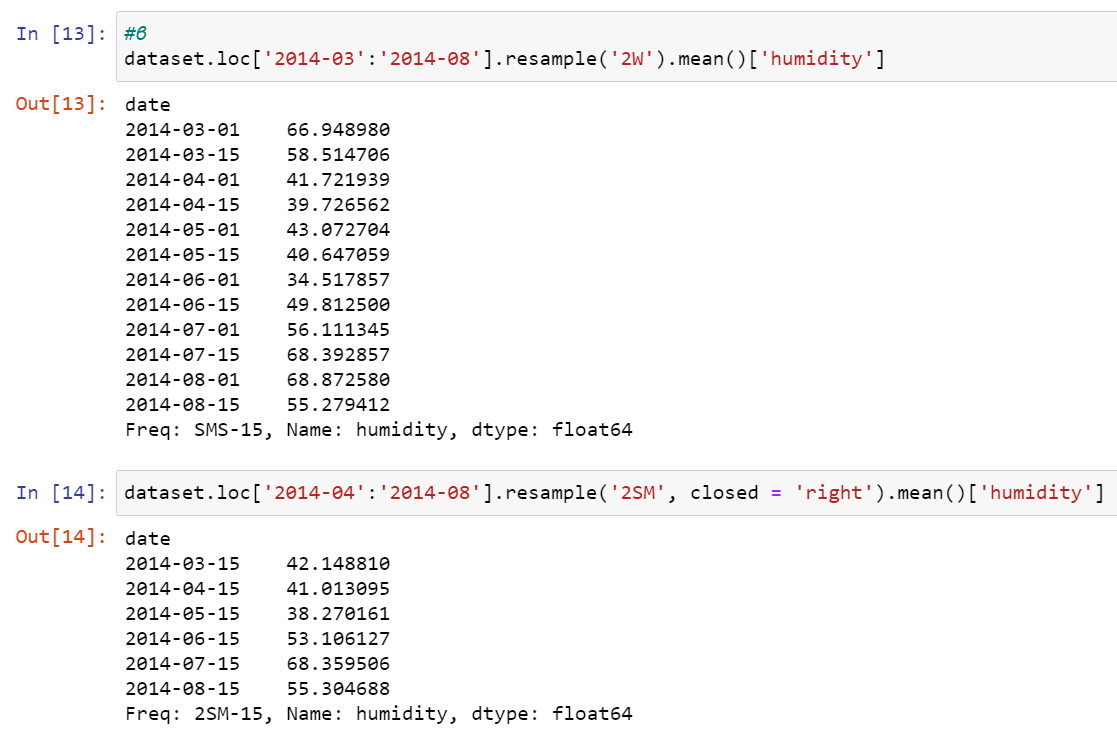 In [13]: #6
dataset.loc['2014-03':'2014-08'].resample('2W').mean()['humidity']
Out[13]: date
2014-03-01    66.948980
2014-03-15    58.514706
2014-04-01    41.721939
2014-04-15    39.726562
2014-05-01    43.072704
2014-05-15    40.647059
2014-06-01    34.517857
2014-06-15    49.812500
2014-07-01    56.111345
2014-07-15    68.392857
2014-08-01    68.872580
2014-08-15    55.279412
Freq: SMS-15, Name: humidity, dtype: float64
In [14]: dataset.loc['2014-04':'2014-08'].resample('2SM', closed = 'right').mean()['humidity']
Out[14]: date
2014-03-15    42.148810
2014-04-15    41.013095
2014-05-15    38.270161
2014-06-15    53.106127
2014-07-15    68.359506
2014-08-15    55.304688
Freq: 2SM-15, Name: humidity, dtype: float64